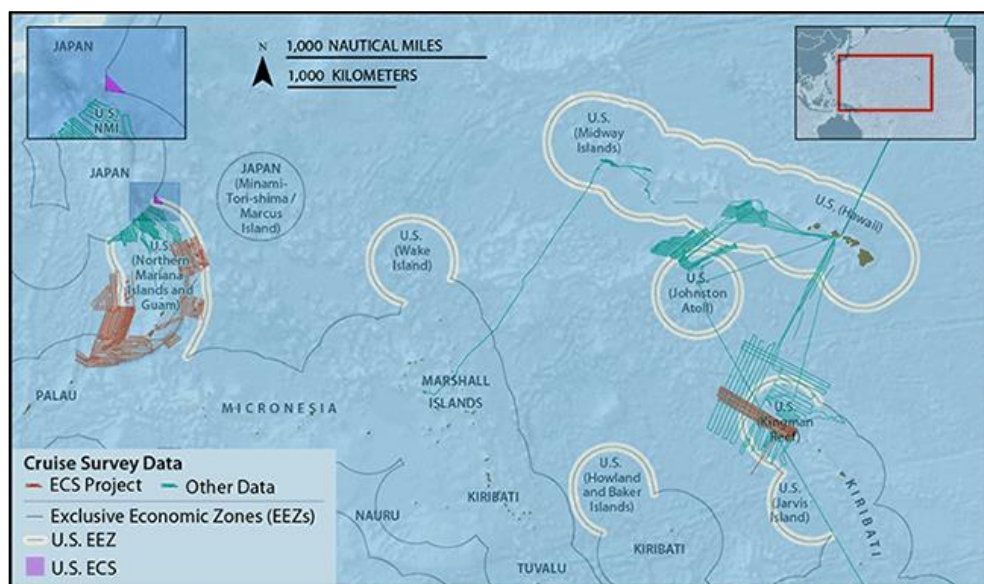 JAPAN
U.S.
NMI
N
1,000 NAUTICAL MILES
1,000 KILOMETERS
U.S.
(Midway
Islands)
JAPAN
JAPAN
(Minami-
Tori-shima /
Marcus
Island)
U.S. (Hawaii)
U.S.
(Wake
Island)
U.S.
(Northern
Mariana
Islands and
Guam)
U.S.
(Johnston
Atoll)
PALAU
MICRONESIA
MARSHALL
ISLANDS
U.S.
(Kingman
Reef)
U.S.
(Howland
and Baker
Islands)
U.S.
(Jarvis
Island)
KIRIBATI
KIRIBATI
NAURU
KIRIBATI
TUVALU
Cruise Survey Data
ECS Project Other Data
Exclusive Economic Zones (EEZs)
U.S. EEZ
U.S. ECS